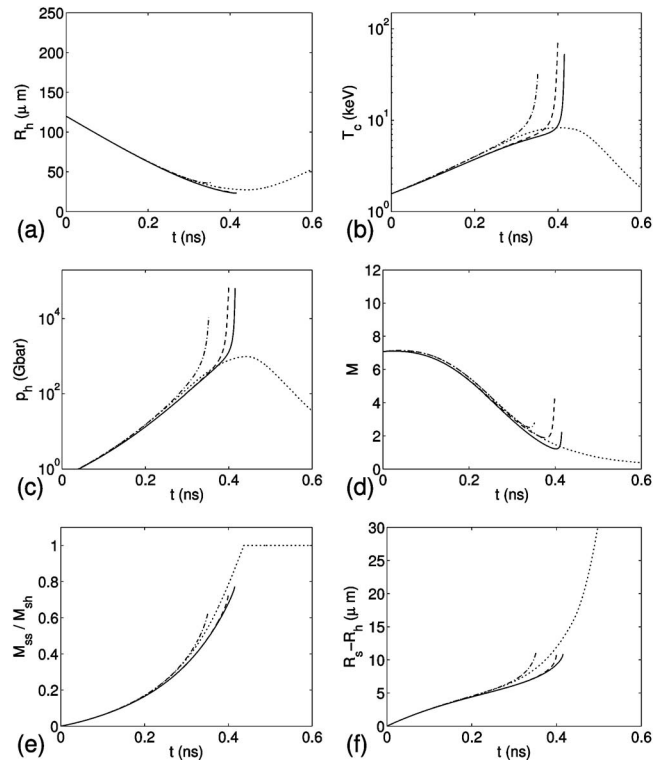 250
200
150
100
50
0
R_h (μ m)
0 0.2 0.4 0.6
t (ns)
(a)
10^2
10^1
10^0
T_c (keV)
0 0.2 0.4 0.6
t (ns)
(b)
10^4
10^2
10^0
p_h (Gbar)
0 0.2 0.4 0.6
t (ns)
(c)
12
10
8
6
4
2
0
M
0 0.2 0.4 0.6
t (ns)
(d)
1
0.8
0.6
0.4
0.2
0
M_ss / M_sh
0 0.2 0.4 0.6
t (ns)
(e)
30
25
20
15
10
5
0
R_s-R_h (μ m)
0 0.2 0.4 0.6
t (ns)
(f)